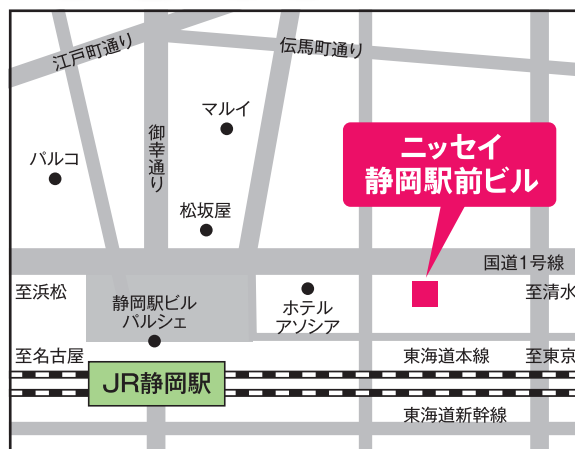 江戸町通り
伝馬町通り
マルイ
御幸通り
パルコ
ニッセイ
静岡駅前ビル
松坂屋
国道1号線
至浜松
静岡駅ビル
パルシェ
ホテル
アソシア
至清水
至名古屋
東海道本線
至東京
JR静岡駅
東海道新幹線